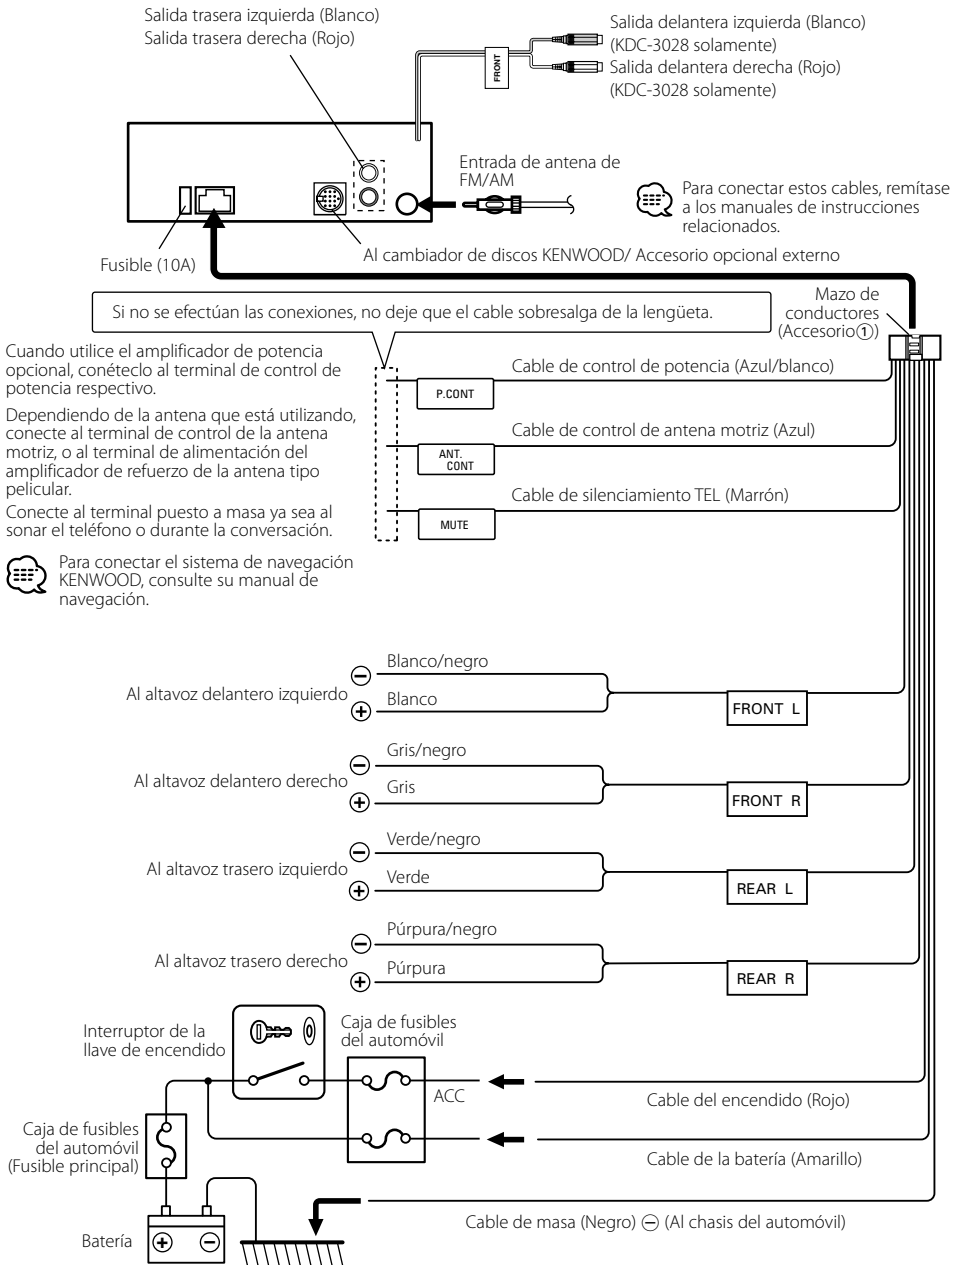 Salida trasera izquierda (Blanco)
Salida trasera derecha (Rojo)
Salida delantera izquierda (Blanco)
(KDC-3028 solamente)
Salida delantera derecha (Rojo)
(KDC-3028 solamente)
FRONT
Entrada de antena de
FM/AM
Para conectar estos cables, remítase
a los manuales de instrucciones
relacionados.
Al cambiador de discos KENWOOD/ Accesorio opcional externo
Fusible (10A)
Mazo de
conductores
(Accesorio①)
Si no se efectúan las conexiones, no deje que el cable sobresalga de la lengüeta.
Cuando utilice el amplificador de potencia
opcional, conéteclo al terminal de control de
potencia respectivo.
Cable de control de potencia (Azul/blanco)
P.CONT
Dependiendo de la antena que está utilizando,
conecte al terminal de control de la antena
motriz, o al terminal de alimentación del
amplificador de refuerzo de la antena tipo
pelicular.
Cable de control de antena motriz (Azul)
ANT.
CONT
Conecte al terminal puesto a masa ya sea al
sonar el teléfono o durante la conversación.
Cable de silenciamiento TEL (Marrón)
MUTE
Para conectar el sistema de navegación
KENWOOD, consulte su manual de
navegación.
Al altavoz delantero izquierdo
⊖ Blanco/negro
⊕ Blanco
FRONT L
Al altavoz delantero derecho
⊖ Gris/negro
⊕ Gris
FRONT R
Al altavoz trasero izquierdo
⊖ Verde/negro
⊕ Verde
REAR L
Al altavoz trasero derecho
⊖ Púrpura/negro
⊕ Púrpura
REAR R
Interruptor de la
llave de encendido
Caja de fusibles
del automóvil
ACC
Cable del encendido (Rojo)
Caja de fusibles
del automóvil
(Fusible principal)
Cable de la batería (Amarillo)
Cable de masa (Negro) ⊖ (Al chasis del automóvil)
Batería
⊕ ⊖